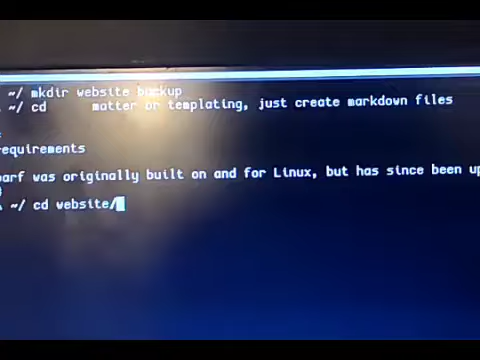 ~/ mkdir website backup
~/ cd matter or templating, just create markdown files
requirements
barf was originally built on and for Linux, but has since been up
~/ cd website/